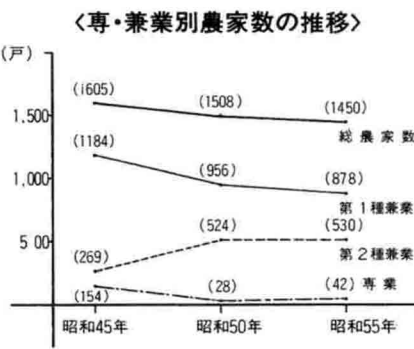 〈専・兼業別農家数の推移〉
(戸)
(1605)
(1508)
(1450)
1,500
総農家数
(1184)
(956)
(878)
1,000
第1種兼業
(524)
(530)
500
第2種兼業
(269)
(154)
(28)
(42)専業
昭和45年 昭和50年 昭和55年